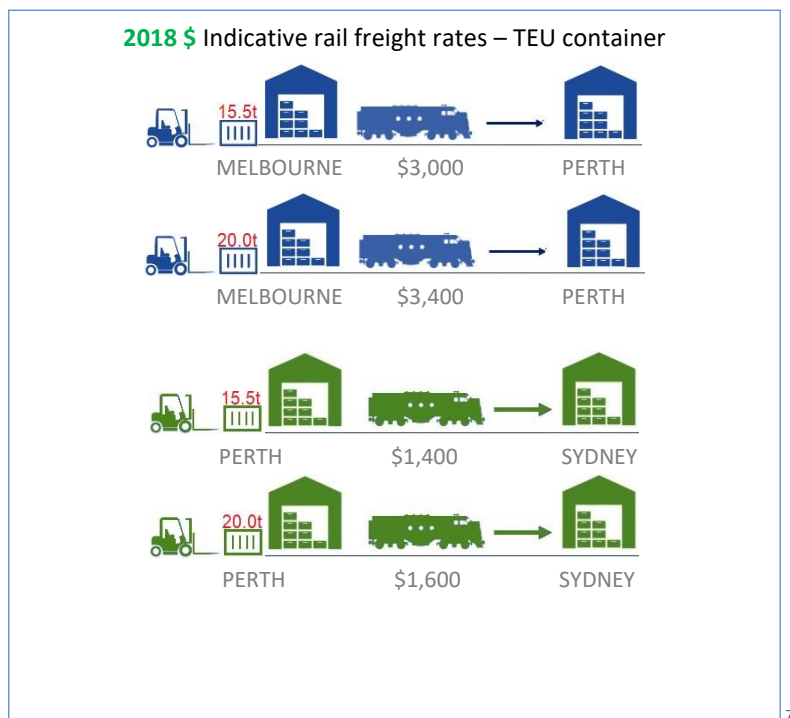 2018 $ Indicative rail freight rates – TEU container
15.5t
MELBOURNE $3,000 PERTH
20.0t
MELBOURNE $3,400 PERTH
15.5t
PERTH $1,400 SYDNEY
20.0t
PERTH $1,600 SYDNEY